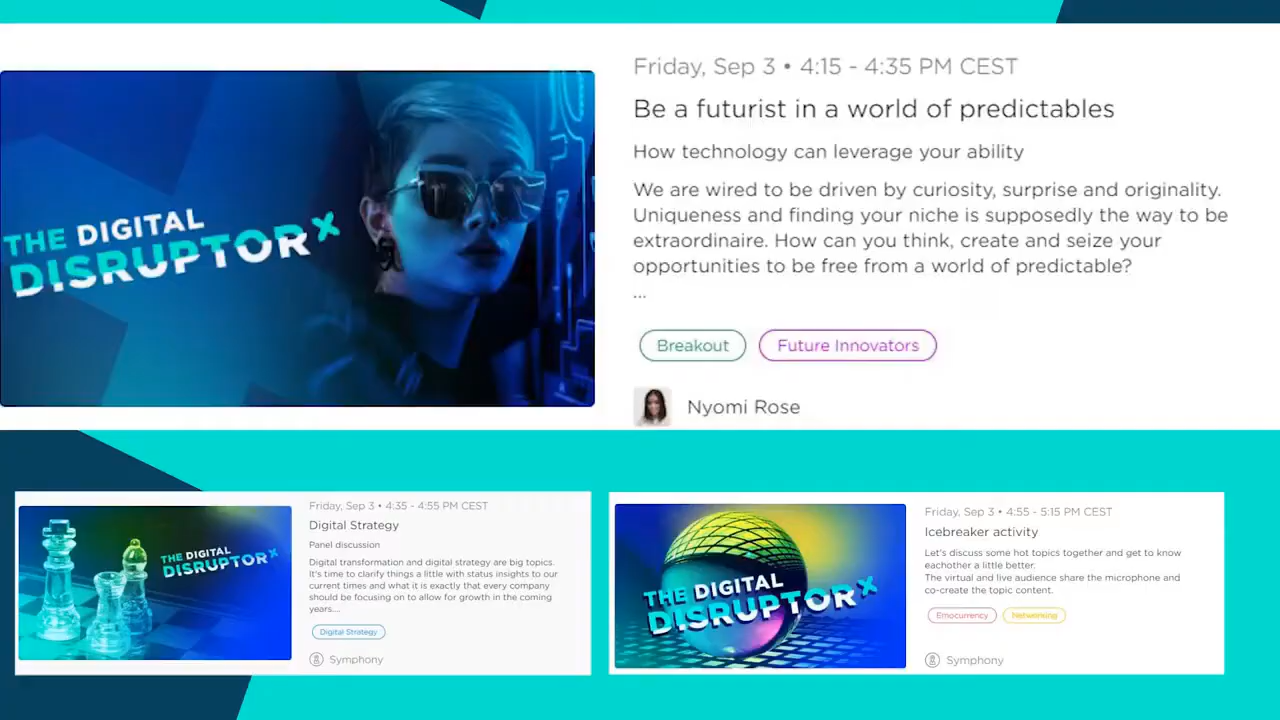 THE DIGITAL
DISRUPTOR X
Friday, Sep 3 • 4:15 - 4:35 PM CEST
Be a futurist in a world of predictables
How technology can leverage your ability
We are wired to be driven by curiosity, surprise and originality.
Uniqueness and finding your niche is supposedly the way to be
extraordinaire. How can you think, create and seize your
opportunities to be free from a world of predictable?
...
Breakout
Future Innovators
Nyomi Rose
THE DIGITAL
DISRUPTOR X
Friday, Sep 3 • 4:35 - 4:55 PM CEST
Digital Strategy
Panel discussion
Digital transformation and digital strategy are big topics.
It's time to clarify things a little with status insights to our
current times and what it is exactly that every company
should be focusing on to allow for growth in the coming
years....
Digital Strategy
Symphony
THE DIGITAL
DISRUPTOR X
Friday, Sep 3 • 4:55 - 5:15 PM CEST
Icebreaker activity
Let's discuss some hot topics together and get to know
eachother a little better.
The virtual and live audience share the microphone and
co-create the topic content.
Emocurrency
Networking
Symphony